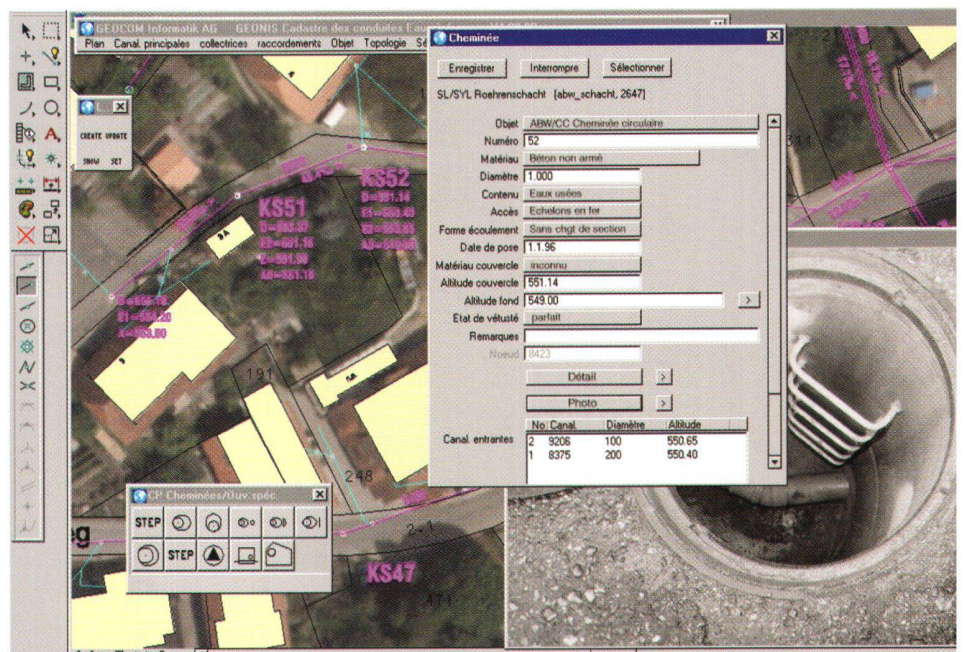 GEOCOM Informatik AG GEONIS Cadastre des conduites
Plan Canal. principales collectrices raccordements Objet Topologie
L
CREATE UPDATE
SHOW SET
Cheminée
Enregistrer Interrompre Sélectionner
SL/SYL Roehrenschacht [abw_schacht, 2647]
Objet ABW/CC Cheminée circulaire
Numéro 52
Matériau Béton non armé
Diamètre 1.000
Contenu Eaux usées
Accès Echelons en fer
Forme écoulement Sans chgt de section
Date de pose 1.1.96
Matériau couvercle inconnu
Altitude couvercle 551.14
Altitude fond 549.00 >
Etat de vétusté parfait
Remarques
Noeud 8423
Détail >
Photo >
No Canal. Diamètre Altitude
Canal. entrantes
2 9206 100 550.65
1 8375 200 550.40
KS52
D=551.14
KS51
191
248
2-1
KS47
471
CP Cheminées/Ouv.spéc.
STEP
STEP